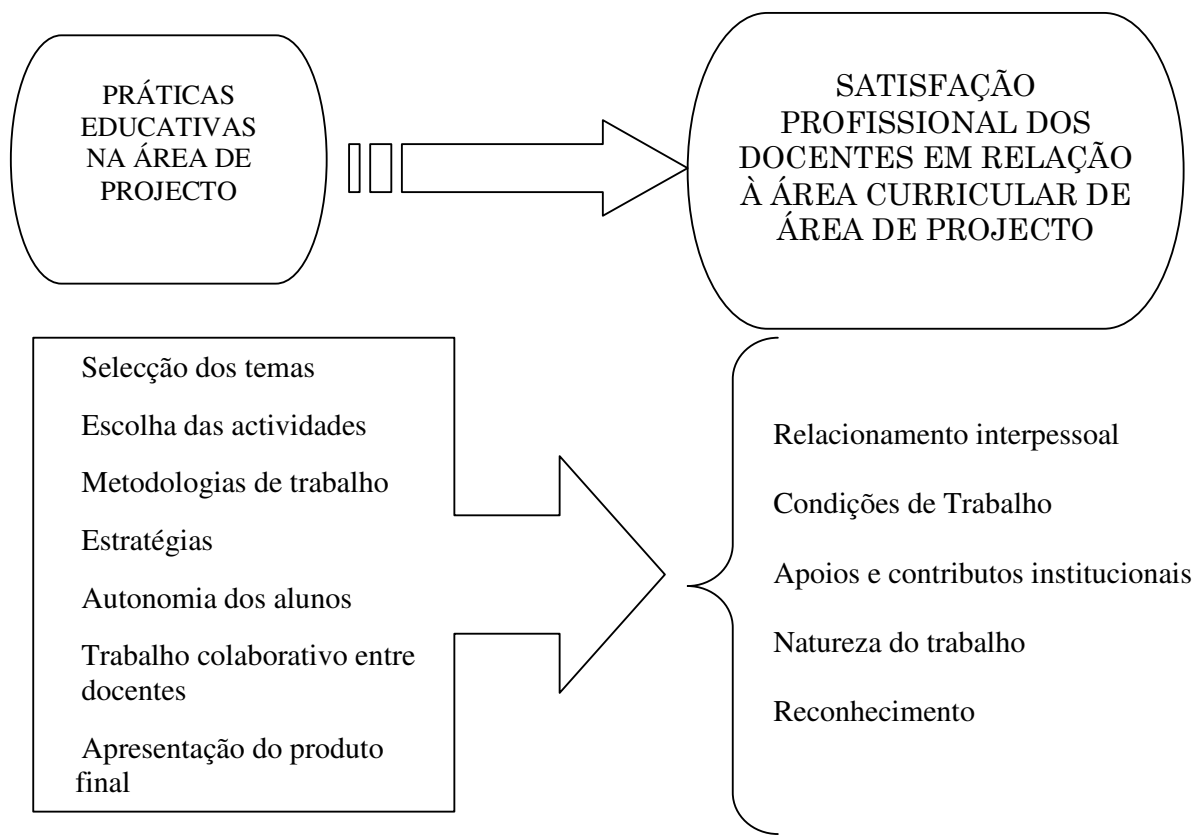 PRÁTICAS
EDUCATIVAS
NA ÁREA DE
PROJECTO
SATISFAÇÃO
PROFISSIONAL DOS
DOCENTES EM RELAÇÃO
À ÁREA CURRICULAR DE
ÁREA DE PROJECTO
Selecção dos temas
Escolha das actividades
Metodologias de trabalho
Estratégias
Autonomia dos alunos
Trabalho colaborativo entre
docentes
Apresentação do produto
final
Relacionamento interpessoal
Condições de Trabalho
Apoios e contributos institucionais
Natureza do trabalho
Reconhecimento